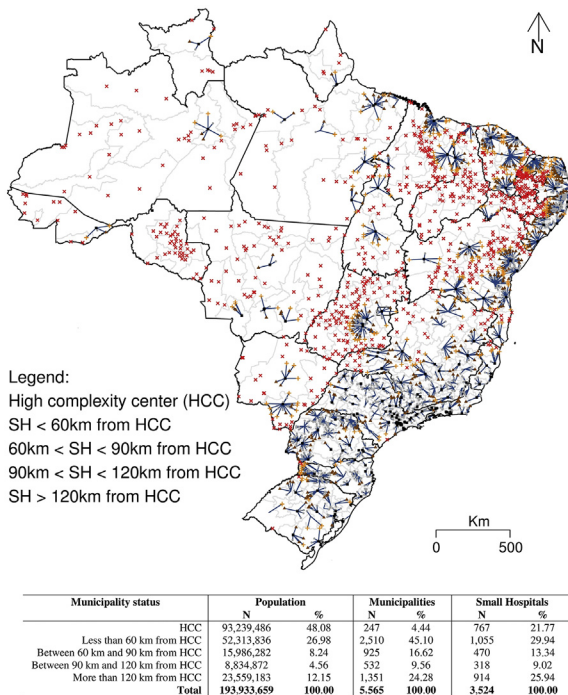 N
Legend:
High complexity center (HCC)
SH < 60km from HCC
60km < SH < 90km from HCC
90km < SH < 120km from HCC
SH > 120km from HCC
Km
0 500
Municipality status Population Municipalities Small Hospitals
N % N % N %
HCC 93,239,486 48.08 247 4.44 767 21.77
Less than 60 km from HCC 52,313,836 26.98 2,510 45.10 1,055 29.94
Between 60 km and 90 km from HCC 15,986,282 8.24 925 16.62 470 13.34
Between 90 km and 120 km from HCC 8,834,872 4.56 532 9.56 318 9.02
More than 120 km from HCC 23,559,183 12.15 1,351 24.28 914 25.94
Total 193,933,659 100.00 5.565 100.00 3.524 100.00